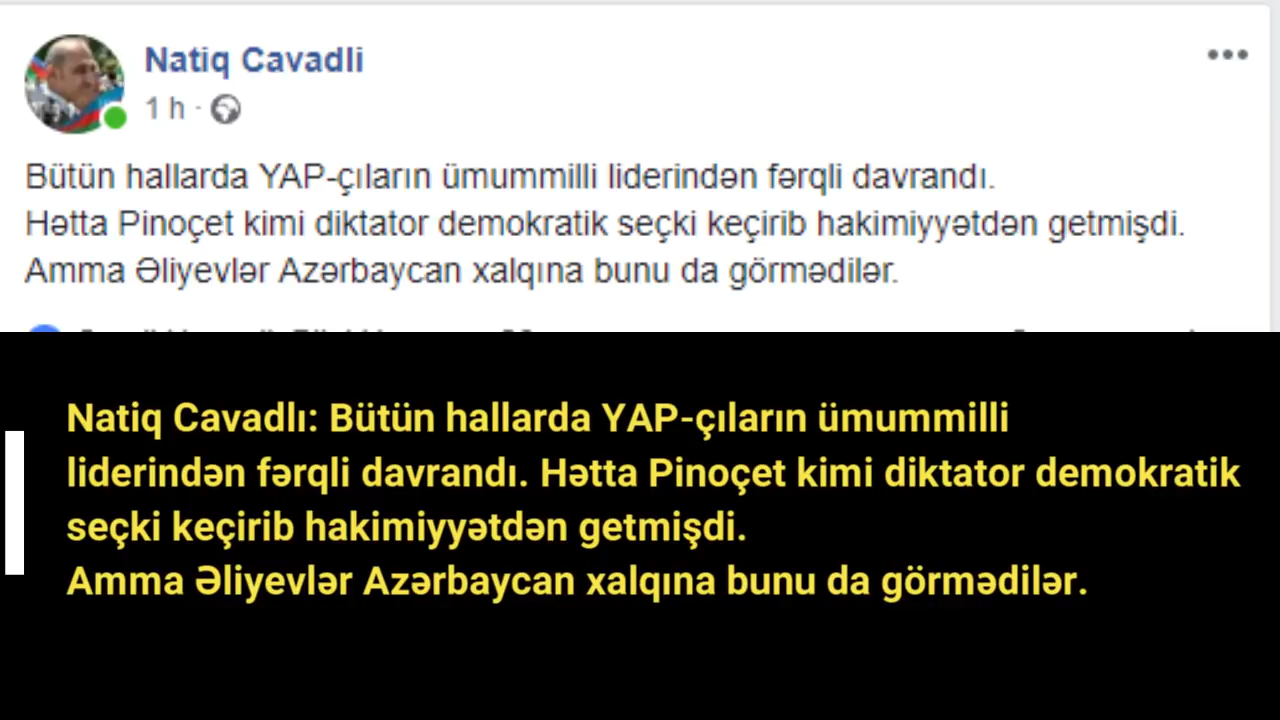 Natiq Cavadli
1 h ·
Bütün hallarda YAP-çıların ümummilli liderindən fərqli davrandı.
Hətta Pinoçet kimi diktator demokratik seçki keçirib hakimiyyətdən getmişdi.
Amma Əliyevlər Azərbaycan xalqına bunu da görmədilər.
Natiq Cavadlı: Bütün hallarda YAP-çıların ümummilli
liderindən fərqli davrandı. Hətta Pinoçet kimi diktator demokratik
seçki keçirib hakimiyyətdən getmişdi.
Amma Əliyevlər Azərbaycan xalqına bunu da görmədilər.